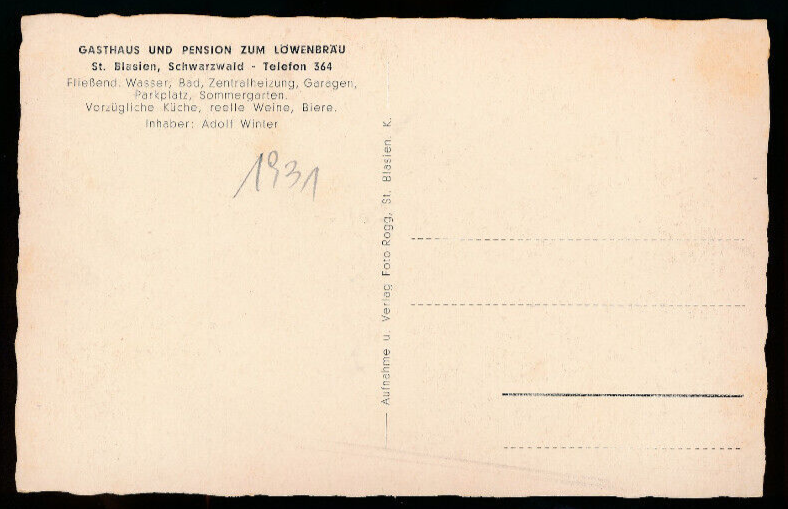 GASTHAUS UND PENSION ZUM LÖWENBRÄU
St. Blasien, Schwarzwald - Telefon 364
Fließend. Wasser, Bad, Zentralheizung, Garagen,
Parkplatz, Sommergarten.
Vorzügliche Küche, reelle Weine, Biere.
Inhaber: Adolf Winter
1931
Aufnahme u. Verlag Foto-Rogg, St. Blasien. K.